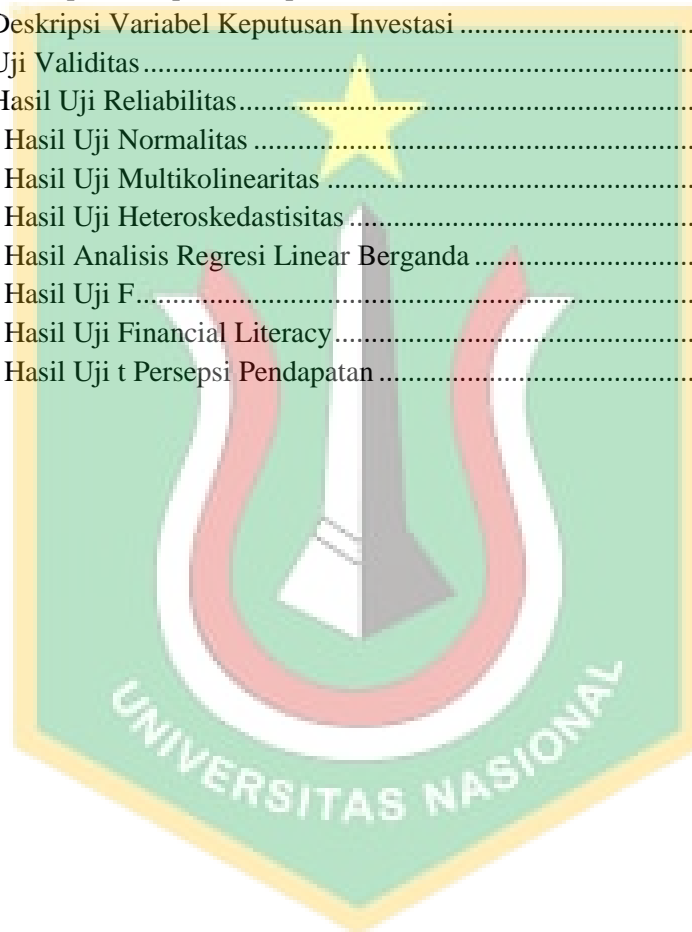 Deskripsi Variabel Keputusan Investasi ........................................
Uji Validitas ........................................
Hasil Uji Reliabilitas ........................................
Hasil Uji Normalitas ........................................
Hasil Uji Multikolinearitas ........................................
Hasil Uji Heteroskedastisitas ........................................
Hasil Analisis Regresi Linear Berganda ........................................
Hasil Uji F ........................................
Hasil Uji Financial Literacy ........................................
Hasil Uji t Persepsi Pendapatan ........................................
UNIVERSITAS NASIONAL